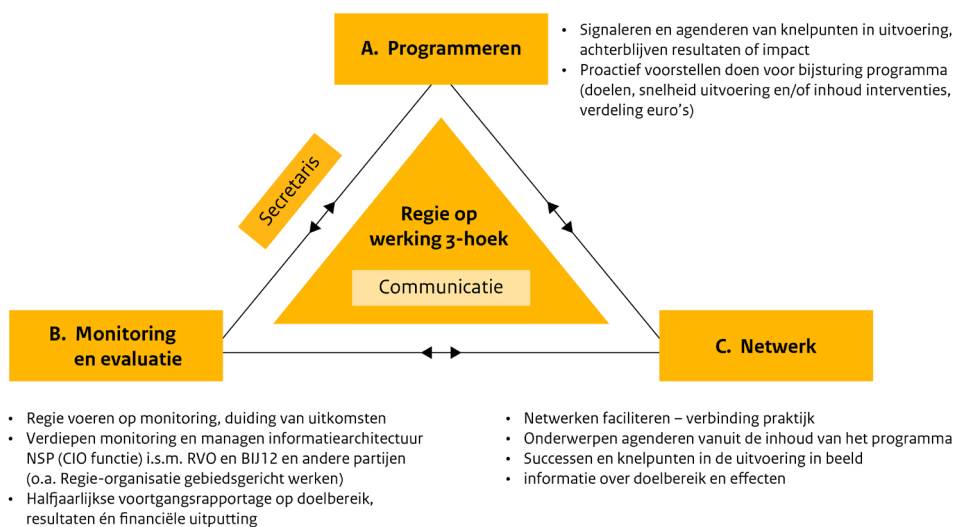 A. Programmeren
• Signaleren en agenderen van knelpunten in uitvoering,
achterblijven resultaten of impact
• Proactief voorstellen doen voor bijsturing programma
(doelen, snelheid uitvoering en/of inhoud interventies,
verdeling euro's)
Secretaris
Regie op
werking 3-hoek
Communicatie
B. Monitoring
en evaluatie
C. Netwerk
• Regie voeren op monitoring, duiding van uitkomsten
• Verdiepen monitoring en managen informatiearchitectuur
NSP (CIO functie) i.s.m. RVO en BIJ12 en andere partijen
(o.a. Regie-organisatie gebiedsgericht werken)
• Halfjaarlijkse voortgangsrapportage op doelbereik,
resultaten én financiële uitputting
• Netwerken faciliteren – verbinding praktijk
• Onderwerpen agenderen vanuit de inhoud van het programma
• Successen en knelpunten in de uitvoering in beeld
• informatie over doelbereik en effecten